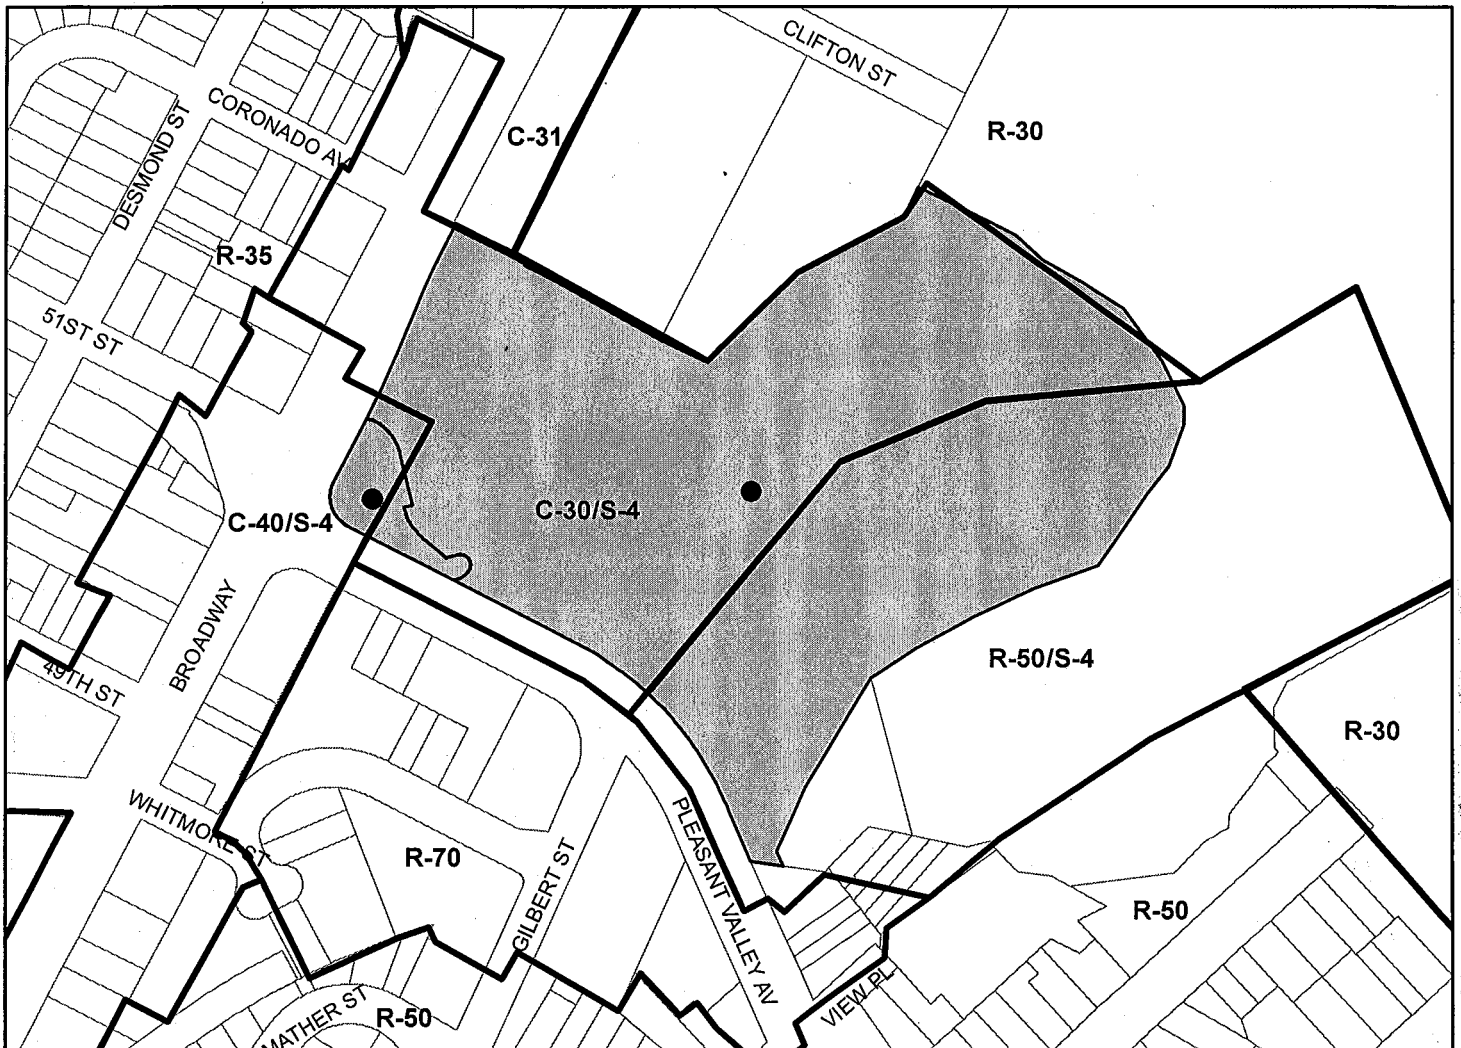 CLIFTON ST
CORONADO AV
C-31
R-30
DESMOND ST
R-35
51ST ST
C-40/S-4
C-30/S-4
BROADWAY
R-50/S-4
49TH ST
R-30
WHITMORE ST
R-70
PLEASANT VALLEY AV
GILBERT ST
R-50
VIEW PL
MATHER ST
R-50